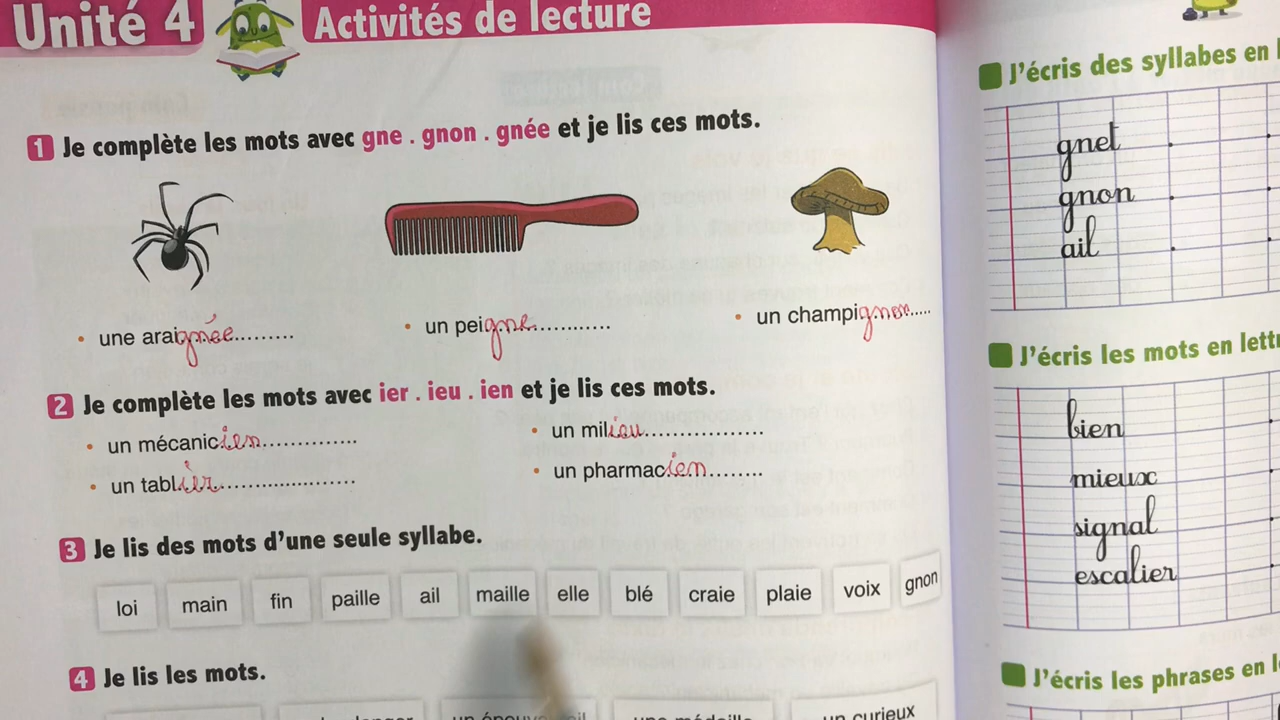 Unité 4 Activités de lecture
1 Je complète les mots avec gne . gnon . gnée et je lis ces mots.
• une araignée.........
• un peigne............
• un champignon.....
2 Je complète les mots avec ier . ieu . ien et je lis ces mots.
• un mécanicien..............
• un milieu.................
• un tablier........................
• un pharmacien........
3 Je lis des mots d'une seule syllabe.
loi main fin paille ail maille elle blé craie plaie voix gnon
4 Je lis les mots.
un curieux
J'écris des syllabes en
gnet
gnon
ail
J'écris les mots en lett
bien
mieux
signal
escalier
J'écris les phrases en